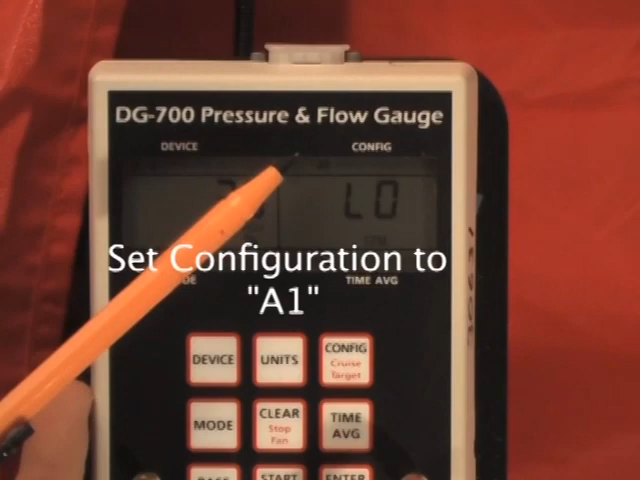 DG-700 Pressure & Flow Gauge
DEVICE CONFIG
LO
Set Configuration to
"A1"
TIME AVG
DEVICE UNITS CONFIG
Cruise
Target
MODE CLEAR TIME
Stop AVG
Fan
START ENTER